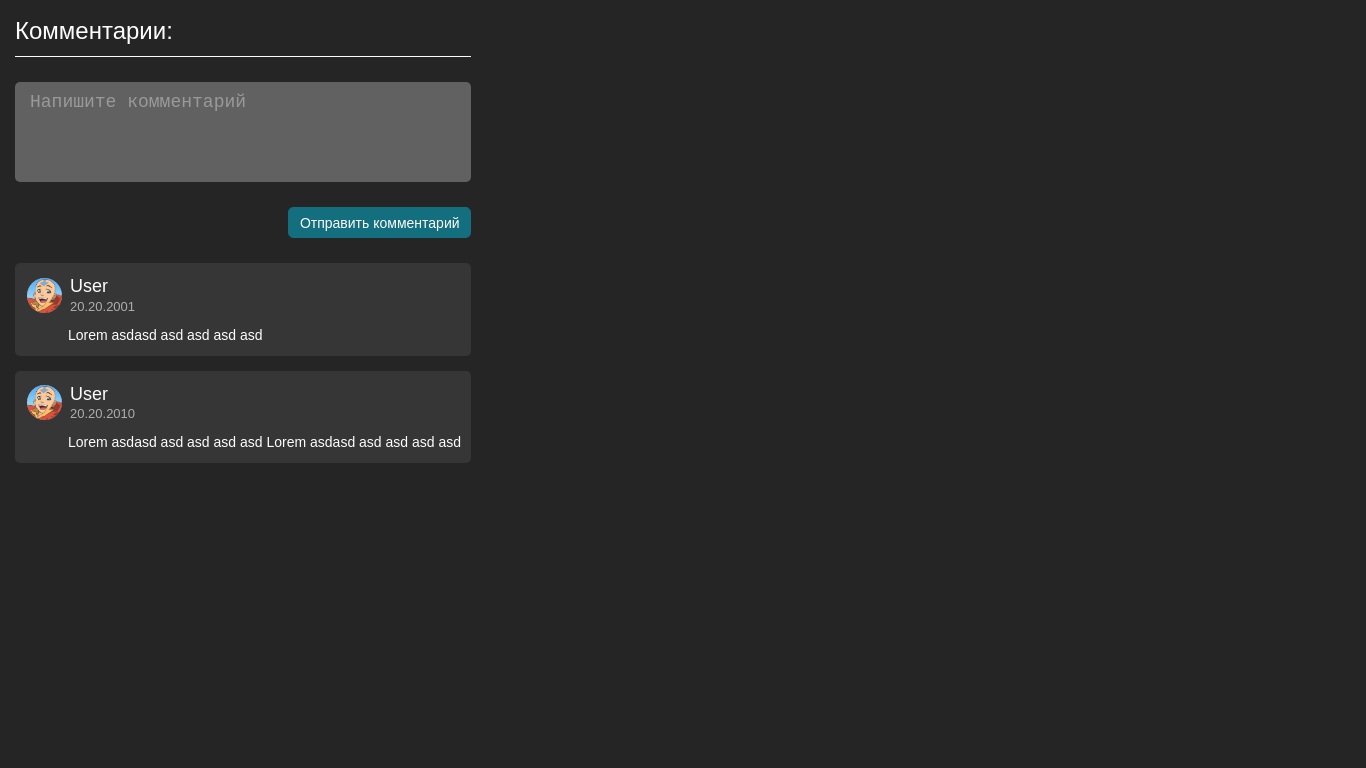 Комментарии:
Напишите комментарий
Отправить комментарий
User
20.20.2001
Lorem asdasd asd asd asd asd
User
20.20.2010
Lorem asdasd asd asd asd asd Lorem asdasd asd asd asd asd